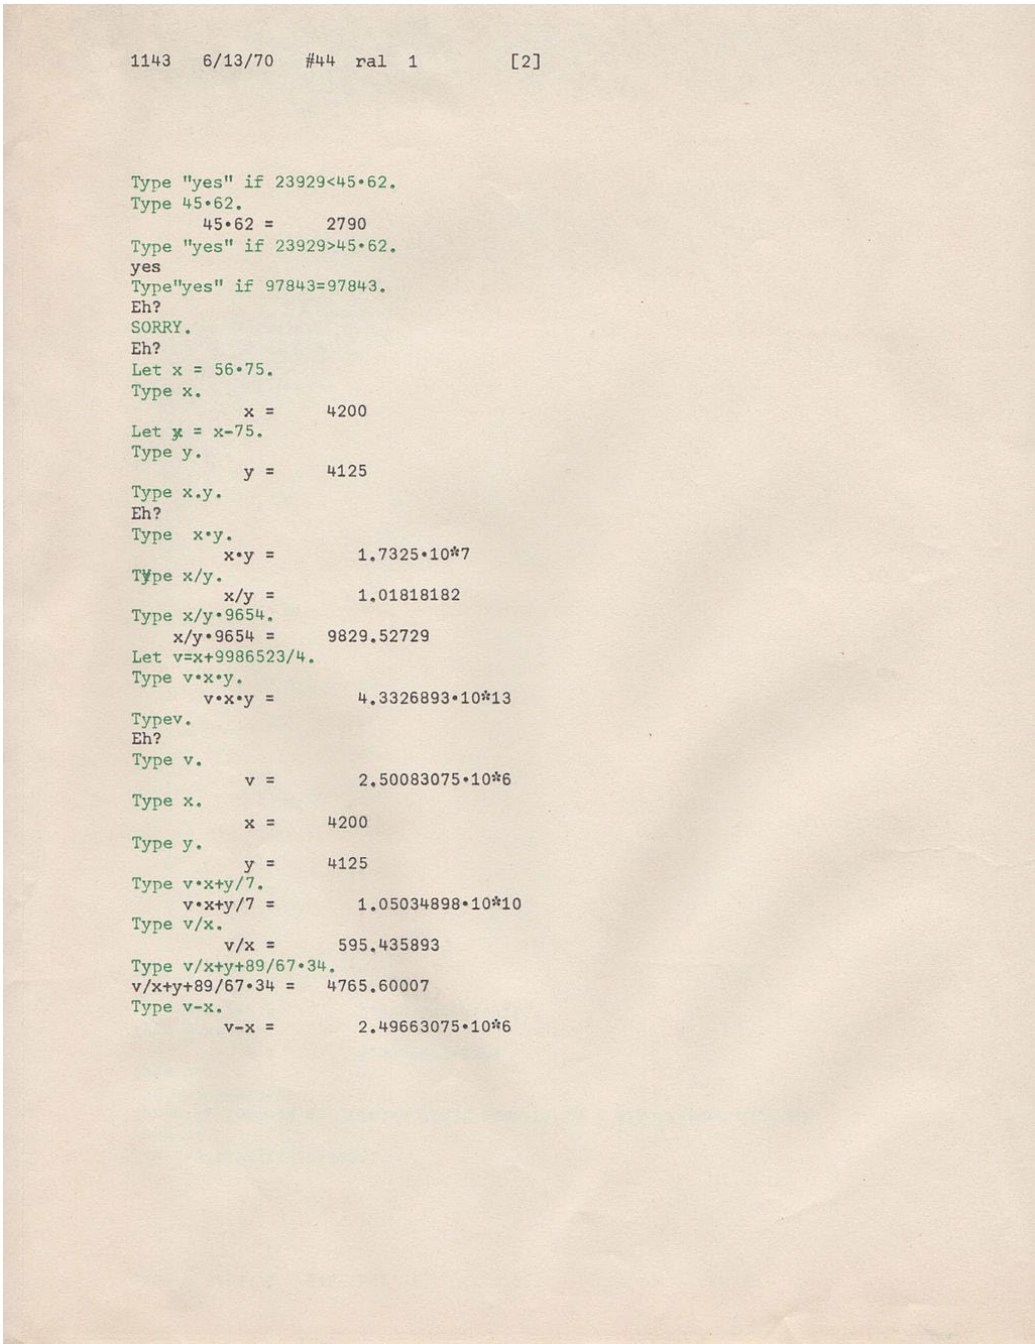 1143 6/13/70 #44 ral 1 [2]
Type "yes" if 23929<45•62.
Type 45•62.
45•62 = 2790
Type "yes" if 23929>45•62.
yes
Type"yes" if 97843=97843.
Eh?
SORRY.
Eh?
Let x = 56•75.
Type x.
x = 4200
Let y = x-75.
Type y.
y = 4125
Type x.y.
Eh?
Type x•y.
x•y = 1.7325•10*7
Type x/y.
x/y = 1.01818182
Type x/y•9654.
x/y•9654 = 9829.52729
Let v=x+9986523/4.
Type v•x•y.
v•x•y = 4.3326893•10*13
Typev.
Eh?
Type v.
v = 2.50083075•10*6
Type x.
x = 4200
Type y.
y = 4125
Type v•x+y/7.
v•x+y/7 = 1.05034898•10*10
Type v/x.
v/x = 595.435893
Type v/x+y+89/67•34.
v/x+y+89/67•34 = 4765.60007
Type v-x.
v-x = 2.49663075•10*6